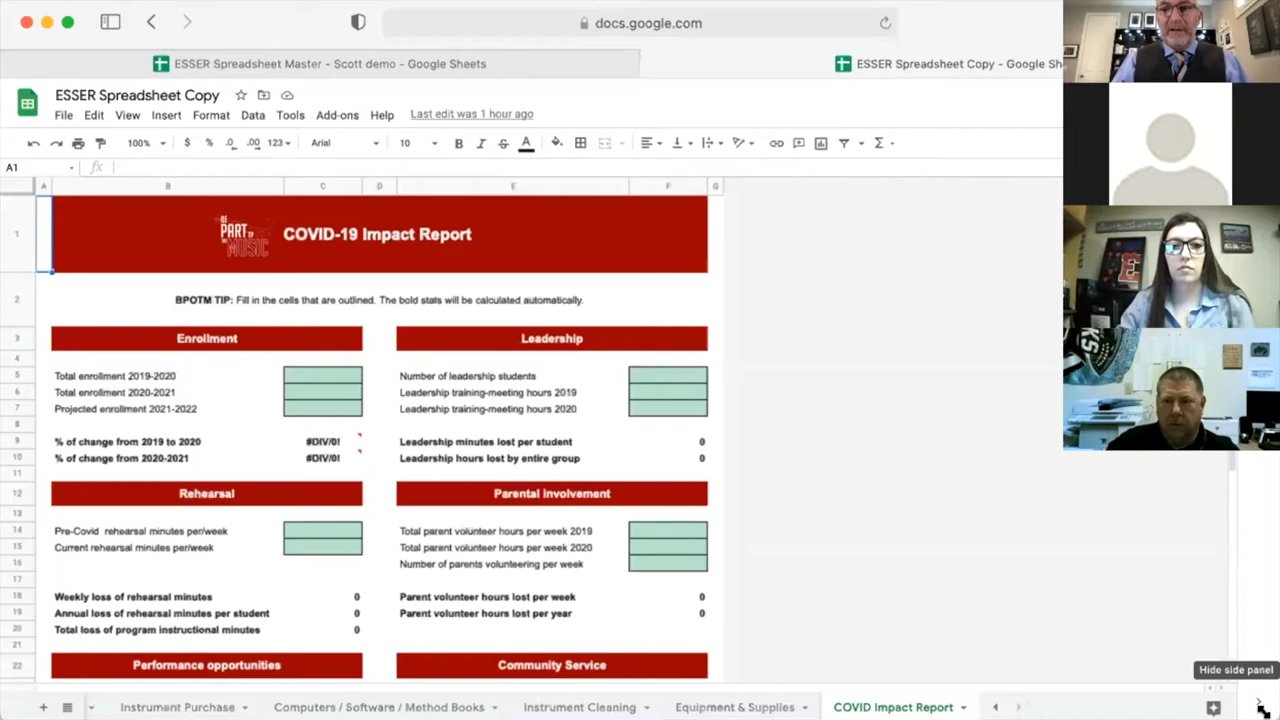 docs.google.com
ESSER Spreadsheet Master - Scott demo - Google Sheets
ESSER Spreadsheet Copy - Google She
ESSER Spreadsheet Copy
File Edit View Insert Format Data Tools Add-ons Help Last edit was 1 hour ago
100% $ % .0 .00 123 Arial 10 B I S A
A1 fx
A B C D E F G
1
BE PART OF THE MUSIC
COVID-19 Impact Report
2 BPOTM TIP: Fill in the cells that are outlined. The bold stats will be calculated automatically.
3 Enrollment Leadership
4
5 Total enrollment 2019-2020 Number of leadership students
6 Total enrollment 2020-2021 Leadership training-meeting hours 2019
7 Projected enrollment 2021-2022 Leadership training-meeting hours 2020
8
9 % of change from 2019 to 2020 #DIV/0! Leadership minutes lost per student 0
10 % of change from 2020-2021 #DIV/0! Leadership hours lost by entire group 0
11
12 Rehearsal Parental Involvement
13
14 Pre-Covid rehearsal minutes per/week Total parent volunteer hours per week 2019
15 Current rehearsal minutes per/week Total parent volunteer hours per week 2020
16 Number of parents volunteering per week
17
18 Weekly loss of rehearsal minutes 0 Parent volunteer hours lost per week 0
19 Annual loss of rehearsal minutes per student 0 Parent volunteer hours lost per year 0
20 Total loss of program instructional minutes 0
21
22 Performance opportunities Community Service
Hide side panel
Instrument Purchase Computers / Software / Method Books Instrument Cleaning Equipment & Supplies COVID Impact Report